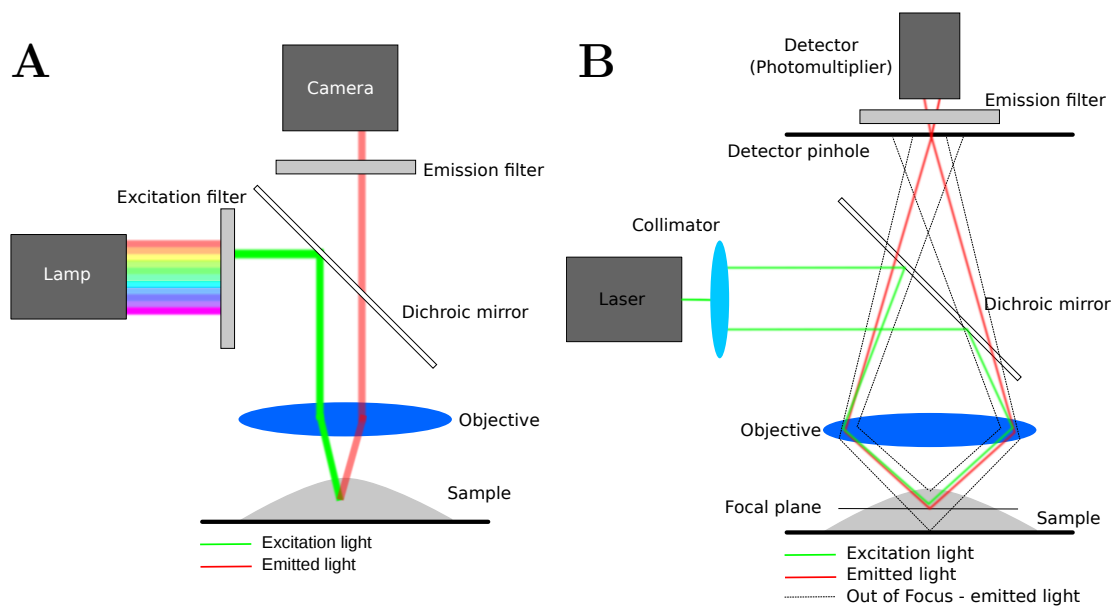 A
Camera
Emission filter
Excitation filter
Lamp
Dichroic mirror
Objective
Sample
Excitation light
Emitted light
B
Detector
(Photomultiplier)
Emission filter
Detector pinhole
Collimator
Laser
Dichroic mirror
Objective
Focal plane
Sample
Excitation light
Emitted light
Out of Focus - emitted light